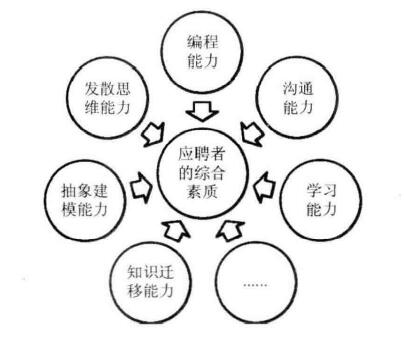 编程
能力
发散思
维能力
沟通
能力
应聘者
的综合
素质
抽象建
模能力
学习
能力
知识迁
移能力
……